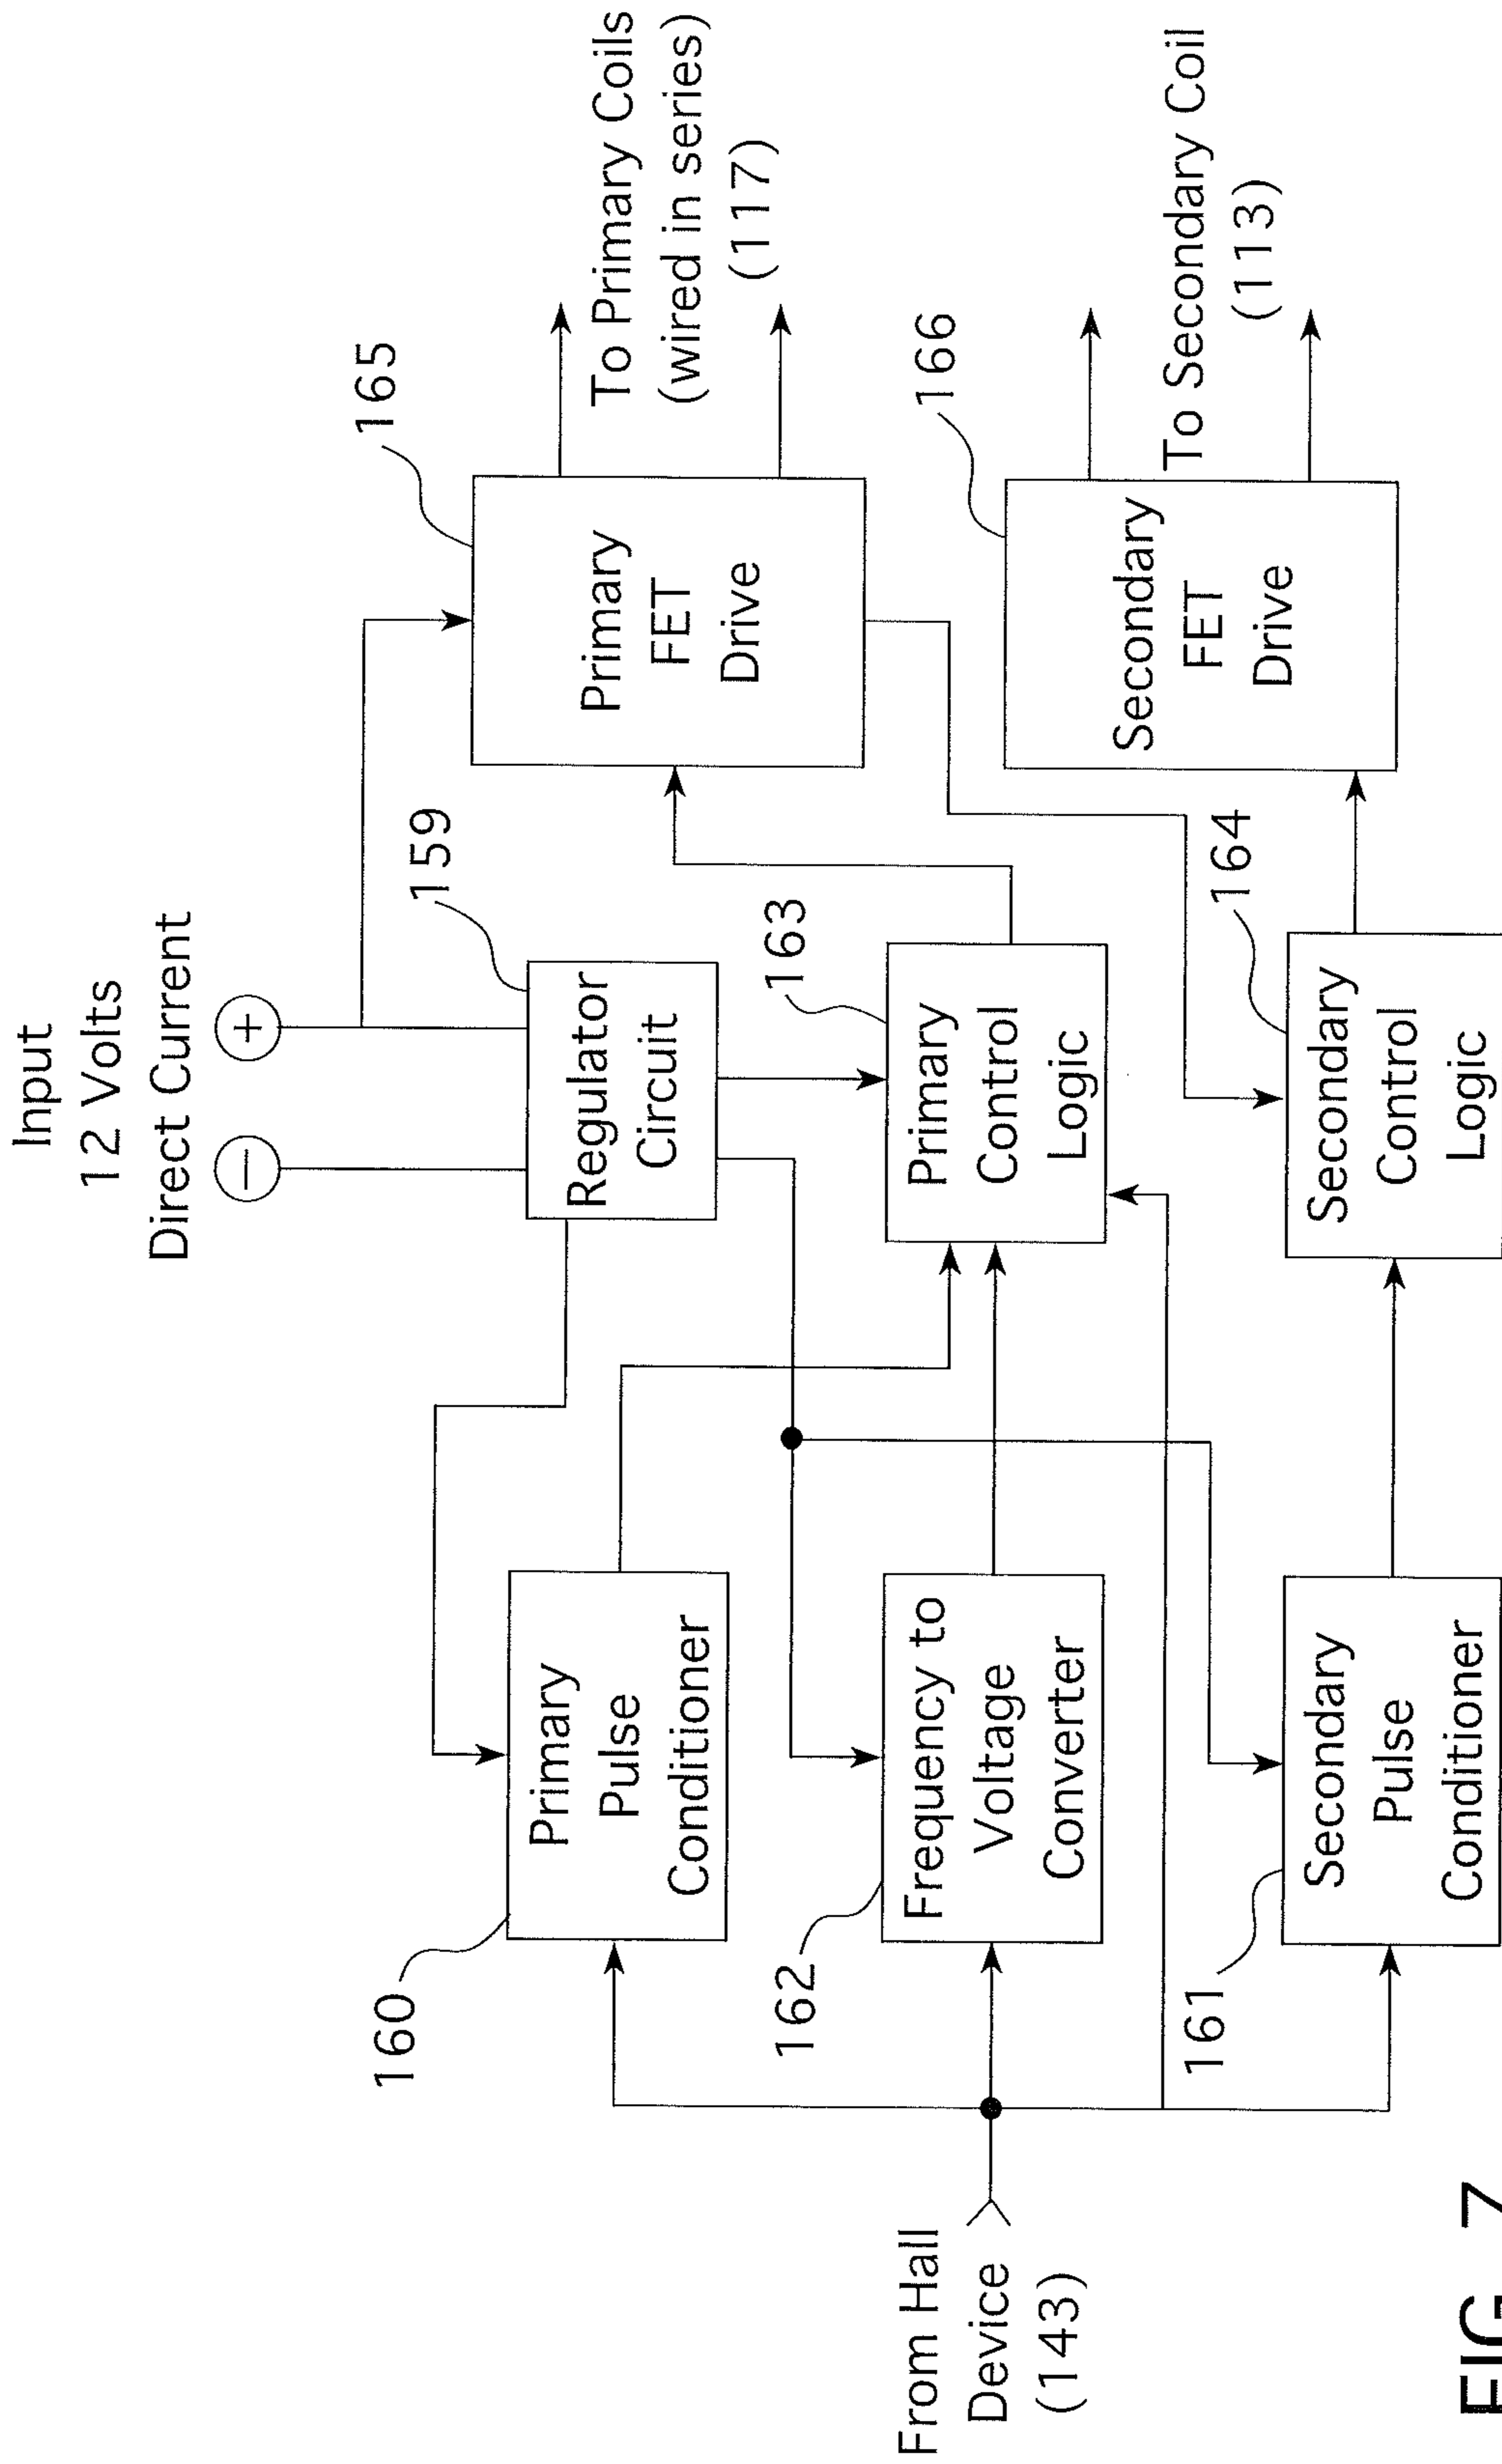 Input
12 Volts
Direct Current
−
+
165
159
Regulator
Circuit
Primary
FET
Drive
To Primary Coils
(wired in series)
(117)
160
Primary
Pulse
Conditioner
163
Primary
Control
Logic
166
Secondary
FET
Drive
To Secondary Coil
(113)
From Hall
Device
(143)
162
Frequency to
Voltage
Converter
164
Secondary
Control
Logic
161
Secondary
Pulse
Conditioner
FIG. 7